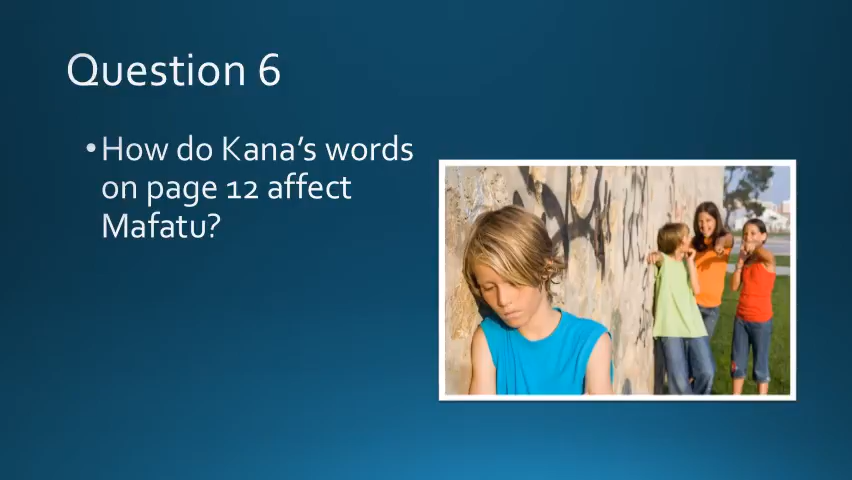 Question 6
•How do Kana’s words
on page 12 affect
Mafatu?